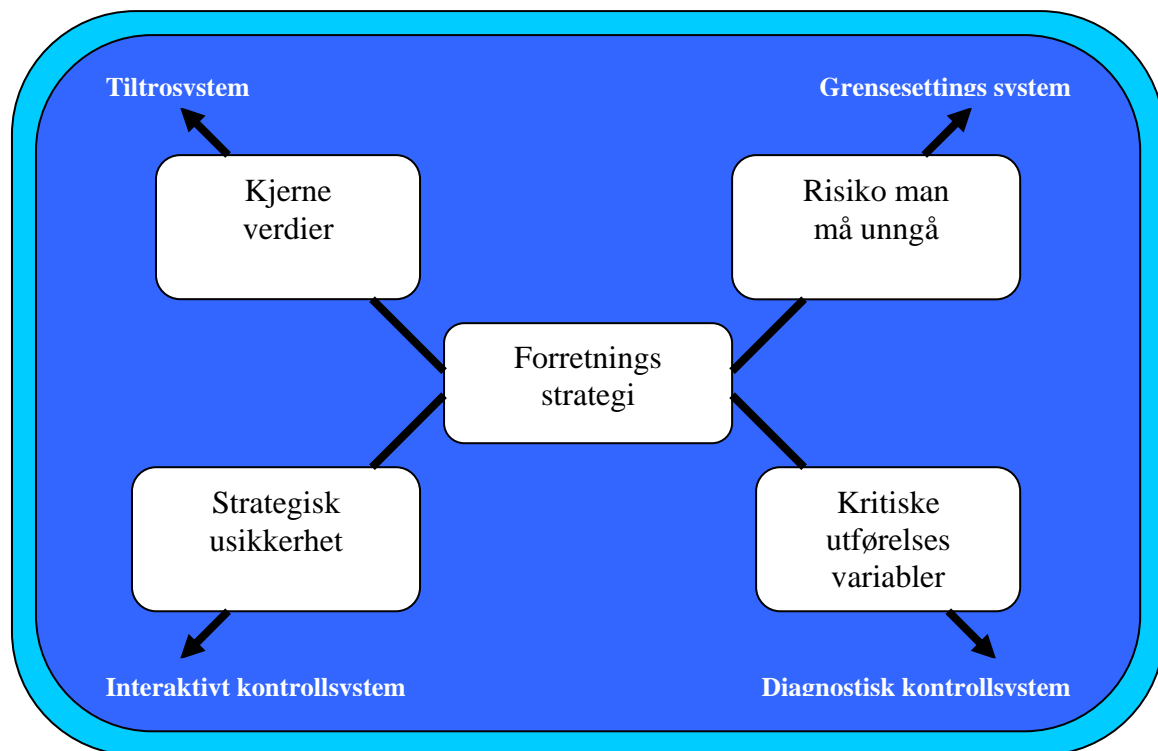 Tiltrosystem
Grensesettings system
Kjerne
verdier
Risiko man
må unngå
Forretnings
strategi
Strategisk
usikkerhet
Kritiske
utførelses
variabler
Interaktivt kontrollsystem
Diagnostisk kontrollsystem